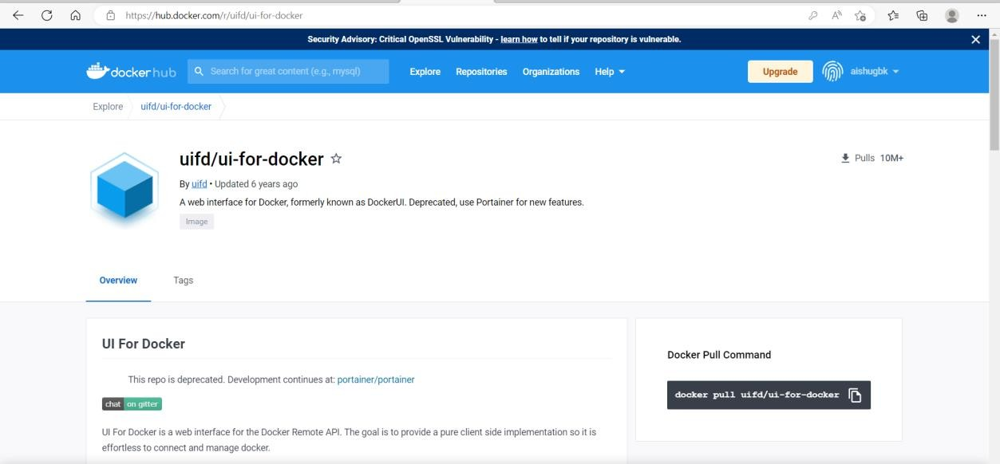 https://hub.docker.com/r/uifd/ui-for-docker
Security Advisory: Critical OpenSSL Vulnerability - learn how to tell if your repository is vulnerable.
docker hub Search for great content (e.g., mysql) Explore Repositories Organizations Help Upgrade aishugbk
Explore uifd/ui-for-docker
uifd/ui-for-docker
Pulls 10M+
By uifd • Updated 6 years ago
A web interface for Docker, formerly known as DockerUI. Deprecated, use Portainer for new features.
Image
Overview Tags
UI For Docker
This repo is deprecated. Development continues at: portainer/portainer
chat on gitter
UI For Docker is a web interface for the Docker Remote API. The goal is to provide a pure client side implementation so it is
effortless to connect and manage docker.
Docker Pull Command
docker pull uifd/ui-for-docker